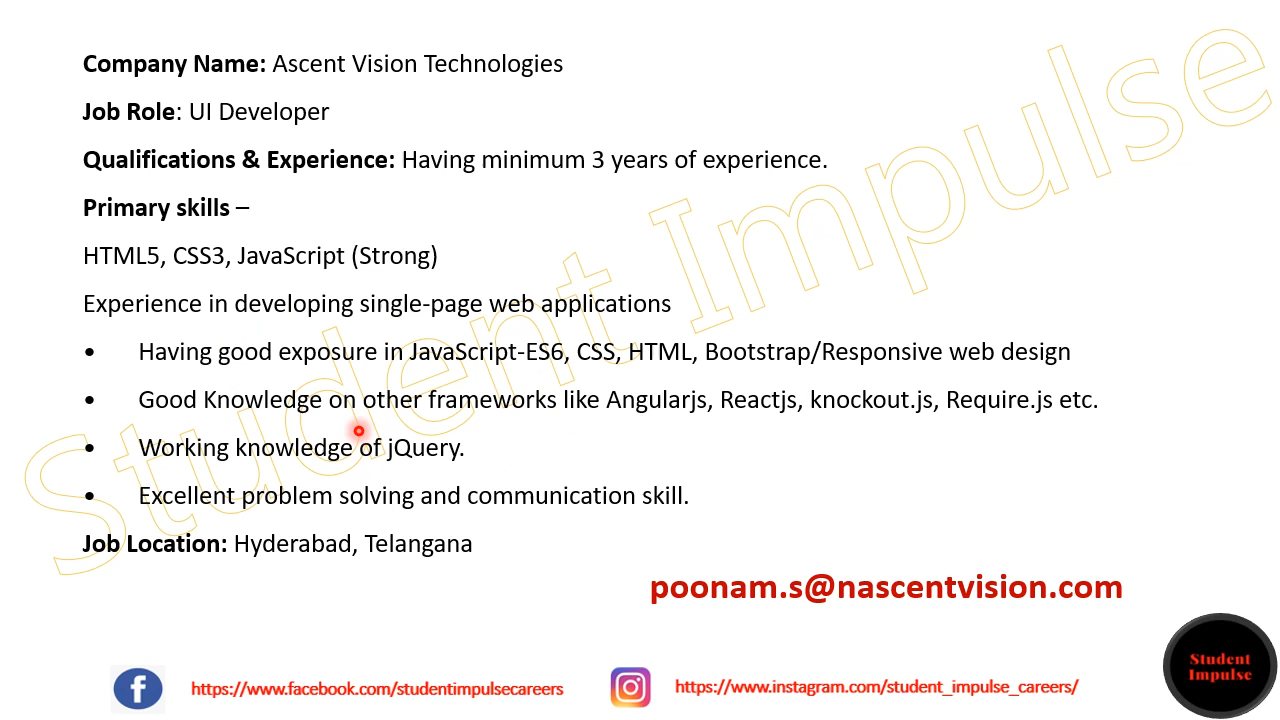 Company Name: Ascent Vision Technologies
Job Role: UI Developer
Qualifications & Experience: Having minimum 3 years of experience.
Primary skills –
HTML5, CSS3, JavaScript (Strong)
Experience in developing single-page web applications
• Having good exposure in JavaScript-ES6, CSS, HTML, Bootstrap/Responsive web design
• Good Knowledge on other frameworks like Angularjs, Reactjs, knockout.js, Require.js etc.
• Working knowledge of jQuery.
• Excellent problem solving and communication skill.
Job Location: Hyderabad, Telangana
poonam.s@nascentvision.com
Student Impulse
https://www.facebook.com/studentimpulsecareers
https://www.instagram.com/student_impulse_careers/
Student
Impulse